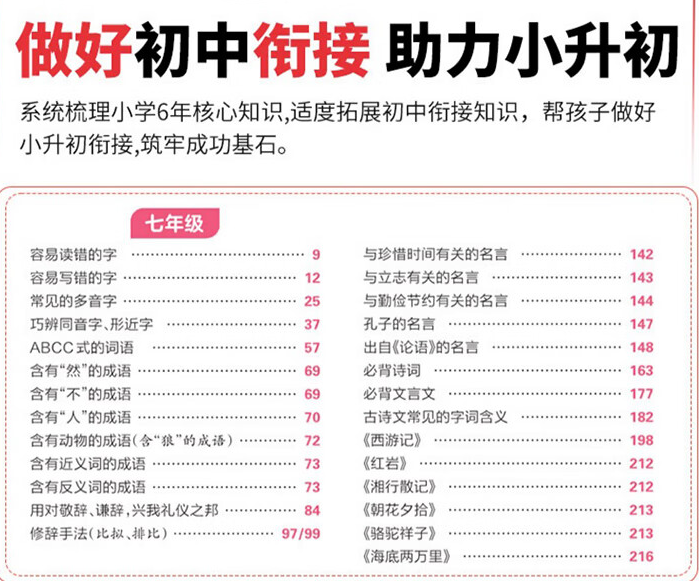 做好初中衔接 助力小升初
系统梳理小学6年核心知识,适度拓展初中衔接知识，帮孩子做好
小升初衔接,筑牢成功基石。
七年级
容易读错的字 ………………………… 9
容易写错的字 ………………………… 12
常见的多音字 ………………………… 25
巧辨同音字、形近字 ………………… 37
ABCC式的词语 ……………………… 57
含有“然”的成语 ……………………… 69
含有“不”的成语 ……………………… 69
含有“人”的成语 ……………………… 70
含有动物的成语(含“狼”的成语) ……… 72
含有近义词的成语 …………………… 73
含有反义词的成语 …………………… 73
用对敬辞、谦辞,兴我礼仪之邦 ……… 84
修辞手法(比拟、排比) ……………… 97/99
与珍惜时间有关的名言 ……………… 142
与立志有关的名言 …………………… 143
与勤俭节约有关的名言 ……………… 144
孔子的名言 …………………………… 147
出自《论语》的名言 ………………… 148
必背诗词 ……………………………… 163
必背文言文 …………………………… 177
古诗文常见的字词含义 ……………… 182
《西游记》 …………………………… 198
《红岩》 ……………………………… 212
《湘行散记》 ………………………… 212
《朝花夕拾》 ………………………… 213
《骆驼祥子》 ………………………… 213
《海底两万里》 ……………………… 216